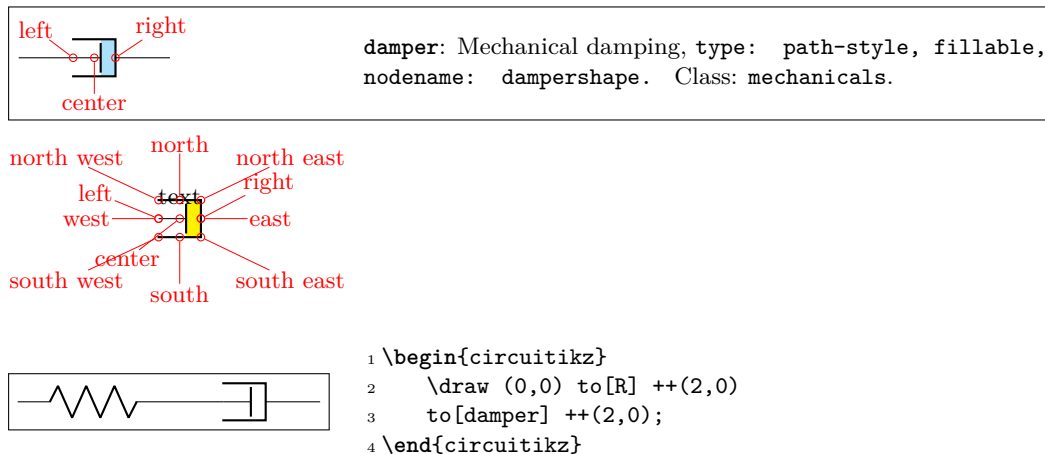 left
right
center
damper: Mechanical damping, type: path-style, fillable,
nodename: dampershape. Class: mechanicals.
north west
north
north east
text
right
left
west
east
center
south west
south
south east
1 \begin{circuitikz}
2 \draw (0,0) to[R] ++(2,0)
3 to[damper] ++(2,0);
4 \end{circuitikz}